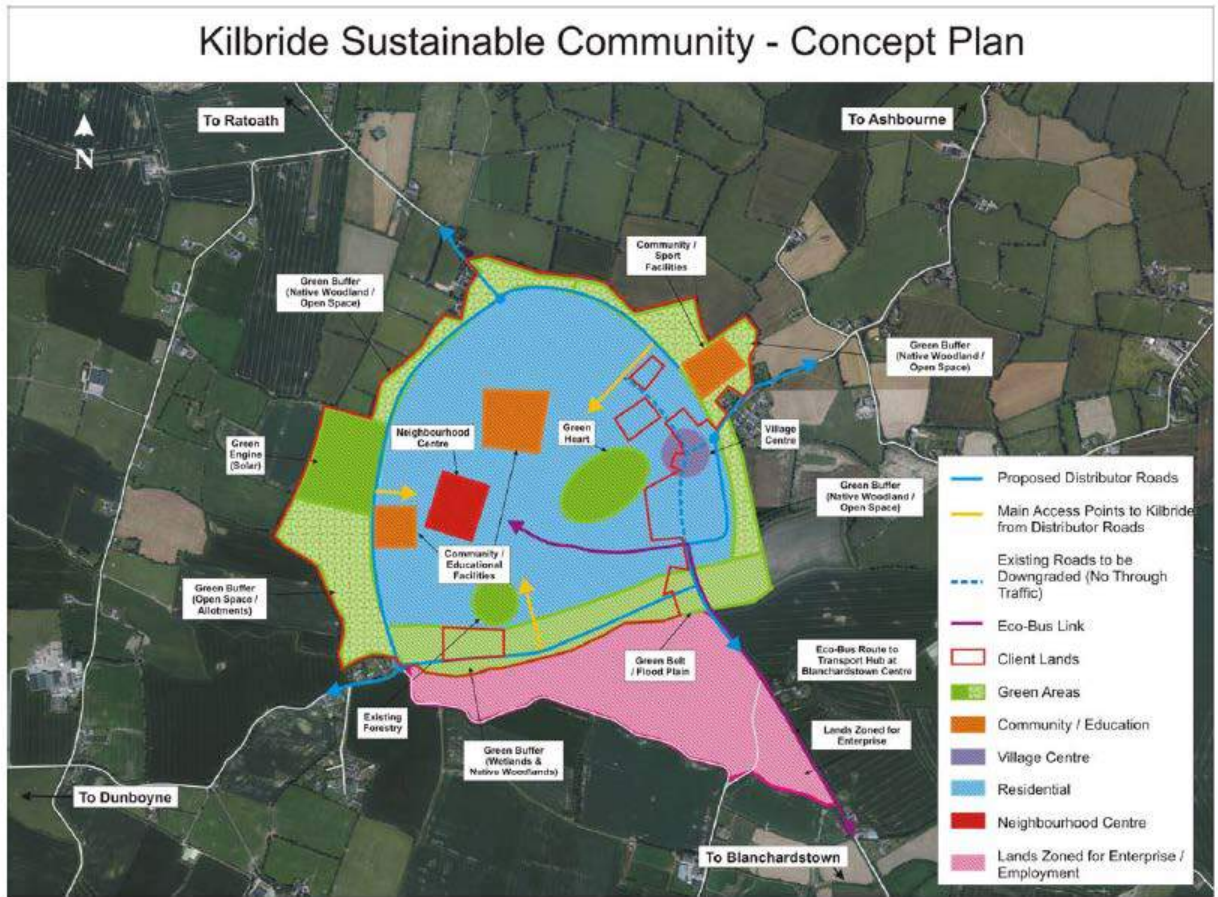 Kilbride Sustainable Community - Concept Plan
To Ratoath
To Ashbourne
N
Community /
Sport
Facilities
Green Buffer
(Native Woodland /
Open Space)
Green Buffer
(Native Woodland /
Open Space)
Neighbourhood
Centre
Green
Heart
Village
Centre
Green
Engine
(Solar)
Green Buffer
(Native Woodland /
Open Space)
Community /
Educational
Facilities
Green Buffer
(Open Space /
Allotments)
Green Belt
/ Flood Plain
Eco-Bus Route to
Transport Hub at
Blanchardstown Centre
Existing
Forestry
Green Buffer
(Wetlands &
Native Woodlands)
Lands Zoned for
Enterprise
To Dunboyne
To Blanchardstown
Proposed Distributor Roads
Main Access Points to Kilbride
from Distributor Roads
Existing Roads to be
Downgraded (No Through
Traffic)
Eco-Bus Link
Client Lands
Green Areas
Community / Education
Village Centre
Residential
Neighbourhood Centre
Lands Zoned for Enterprise /
Employment